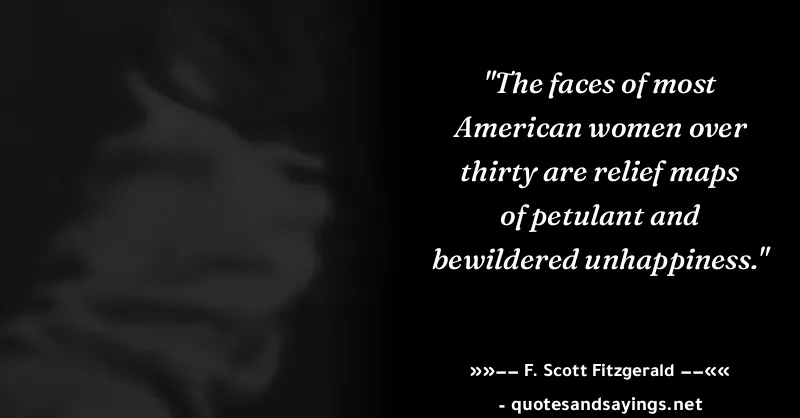 "The faces of most
American women over
thirty are relief maps
of petulant and
bewildered unhappiness."
»»−− F. Scott Fitzgerald −−««
- quotesandsayings.net